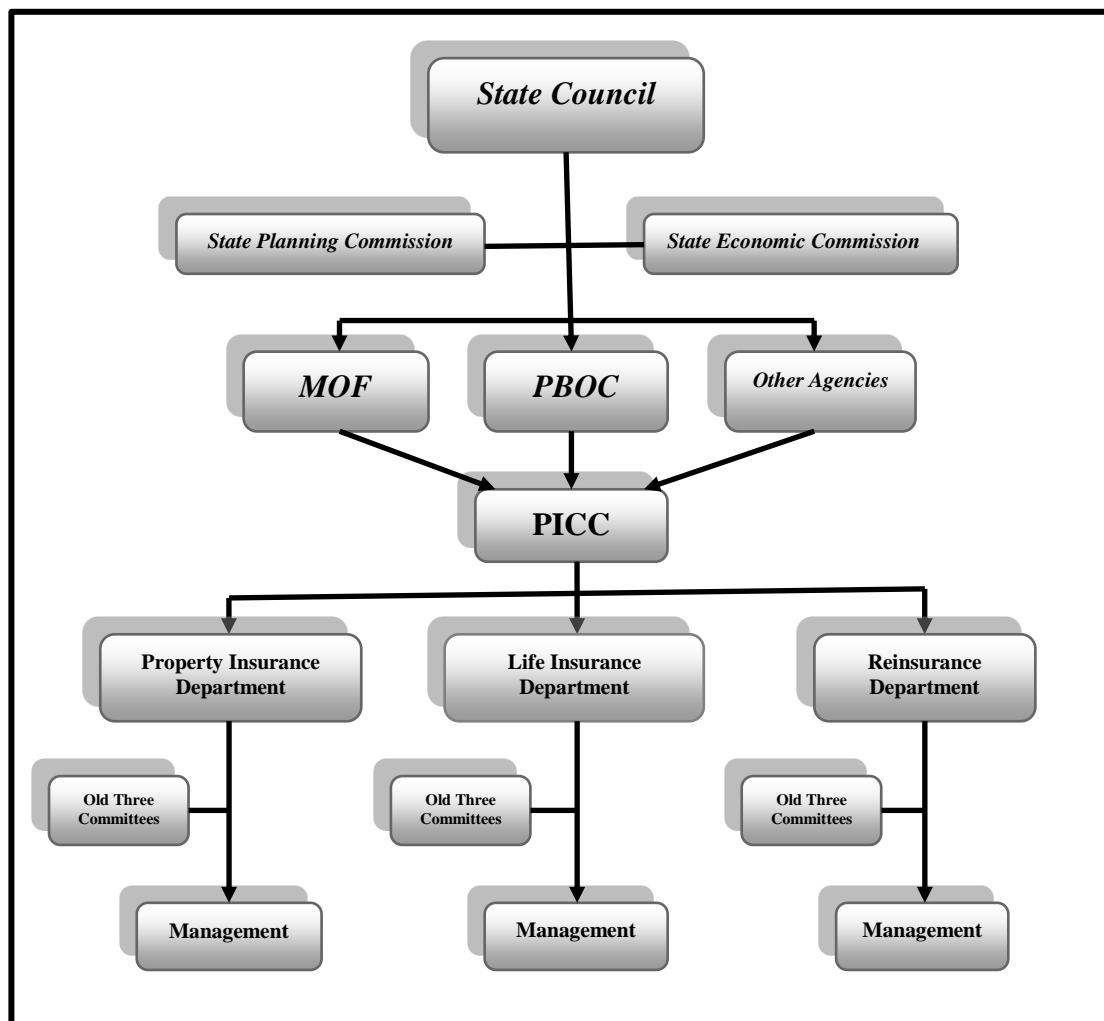 State Council
State Planning Commission
State Economic Commission
MOF
PBOC
Other Agencies
PICC
Property Insurance
Department
Life Insurance
Department
Reinsurance
Department
Old Three
Committees
Old Three
Committees
Old Three
Committees
Management
Management
Management